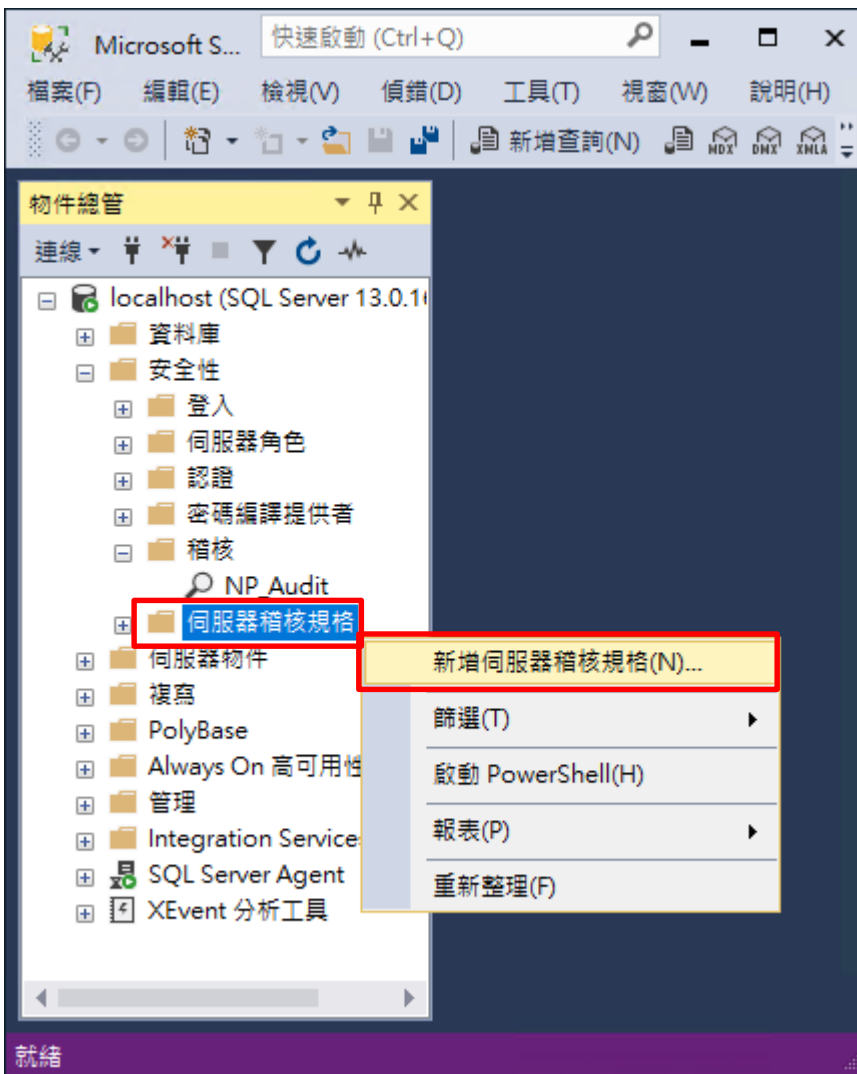 Microsoft S... 快速啟動 (Ctrl+Q)
檔案(F) 編輯(E) 檢視(V) 偵錯(D) 工具(T) 視窗(W) 說明(H)
新增查詢(N) MDX DMX XMLA
物件總管
連線
localhost (SQL Server 13.0.16
資料庫
安全性
登入
伺服器角色
認證
密碼編譯提供者
稽核
NP_Audit
伺服器稽核規格
新增伺服器稽核規格(N)...
伺服器物件
複寫
篩選(T)
PolyBase
Always On 高可用性
啟動 PowerShell(H)
管理
Integration Service
報表(P)
SQL Server Agent
重新整理(F)
XEvent 分析工具
就緒